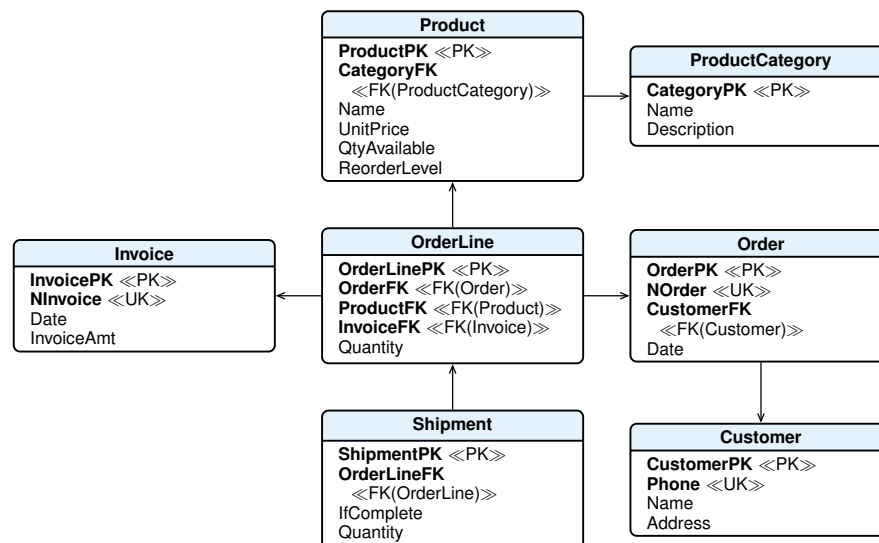 Product
ProductPK ≪PK≫
CategoryFK
≪FK(ProductCategory)≫
Name
UnitPrice
QtyAvailable
ReorderLevel
ProductCategory
CategoryPK ≪PK≫
Name
Description
Invoice
InvoicePK ≪PK≫
NInvoice ≪UK≫
Date
InvoiceAmt
OrderLine
OrderLinePK ≪PK≫
OrderFK ≪FK(Order)≫
ProductFK ≪FK(Product)≫
InvoiceFK ≪FK(Invoice)≫
Quantity
Order
OrderPK ≪PK≫
NOrder ≪UK≫
CustomerFK
≪FK(Customer)≫
Date
Shipment
ShipmentPK ≪PK≫
OrderLineFK
≪FK(OrderLine)≫
IfComplete
Quantity
Customer
CustomerPK ≪PK≫
Phone ≪UK≫
Name
Address